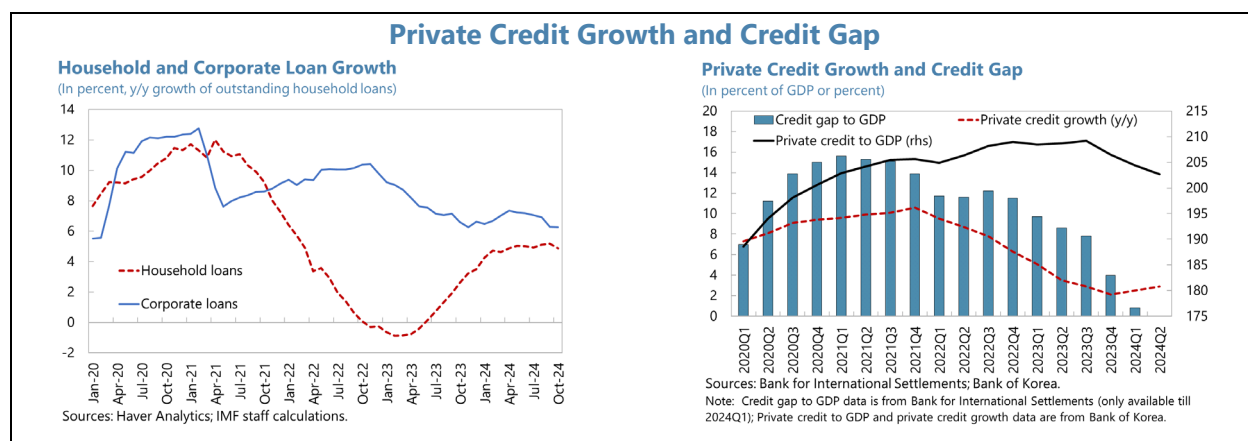 Private Credit Growth and Credit Gap
Household and Corporate Loan Growth
(In percent, y/y growth of outstanding household loans)
14
12
10
8
6
4
2
0
-2
Household loans
Corporate loans
Jan-20
Apr-20
Jul-20
Oct-20
Jan-21
Apr-21
Jul-21
Oct-21
Jan-22
Apr-22
Jul-22
Oct-22
Jan-23
Apr-23
Jul-23
Oct-23
Jan-24
Apr-24
Jul-24
Oct-24
Sources: Haver Analytics; IMF staff calculations.
Private Credit Growth and Credit Gap
(In percent of GDP or percent)
20
18
16
14
12
10
8
6
4
2
0
Credit gap to GDP
Private credit growth (y/y)
Private credit to GDP (rhs)
215
210
205
200
195
190
185
180
175
2020Q1
2020Q2
2020Q3
2020Q4
2021Q1
2021Q2
2021Q3
2021Q4
2022Q1
2022Q2
2022Q3
2022Q4
2023Q1
2023Q2
2023Q3
2023Q4
2024Q1
2024Q2
Sources: Bank for International Settlements; Bank of Korea.
Note: Credit gap to GDP data is from Bank for International Settlements (only available till
2024Q1); Private credit to GDP and private credit growth data are from Bank of Korea.